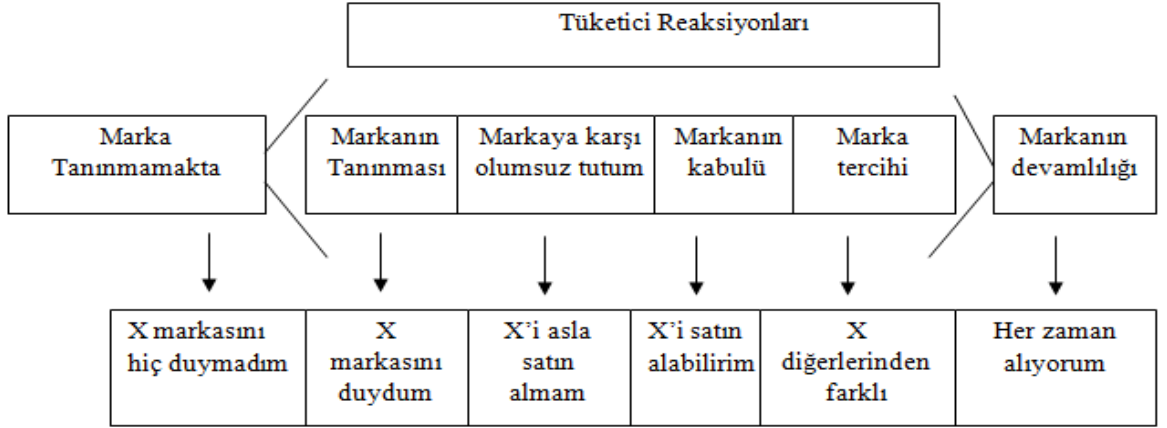 Tüketici Reaksiyonları
Marka
Tanınmamakta
Markanın
Tanınması
Markaya karşı
olumsuz tutum
Markanın
kabulü
Marka
tercihi
Markanın
devamlılığı
X markasını
hiç duymadım
X
markasını
duydum
X’i asla
satın
almam
X’i satın
alabilirim
X
diğerlerinden
farklı
Her zaman
alıyorum